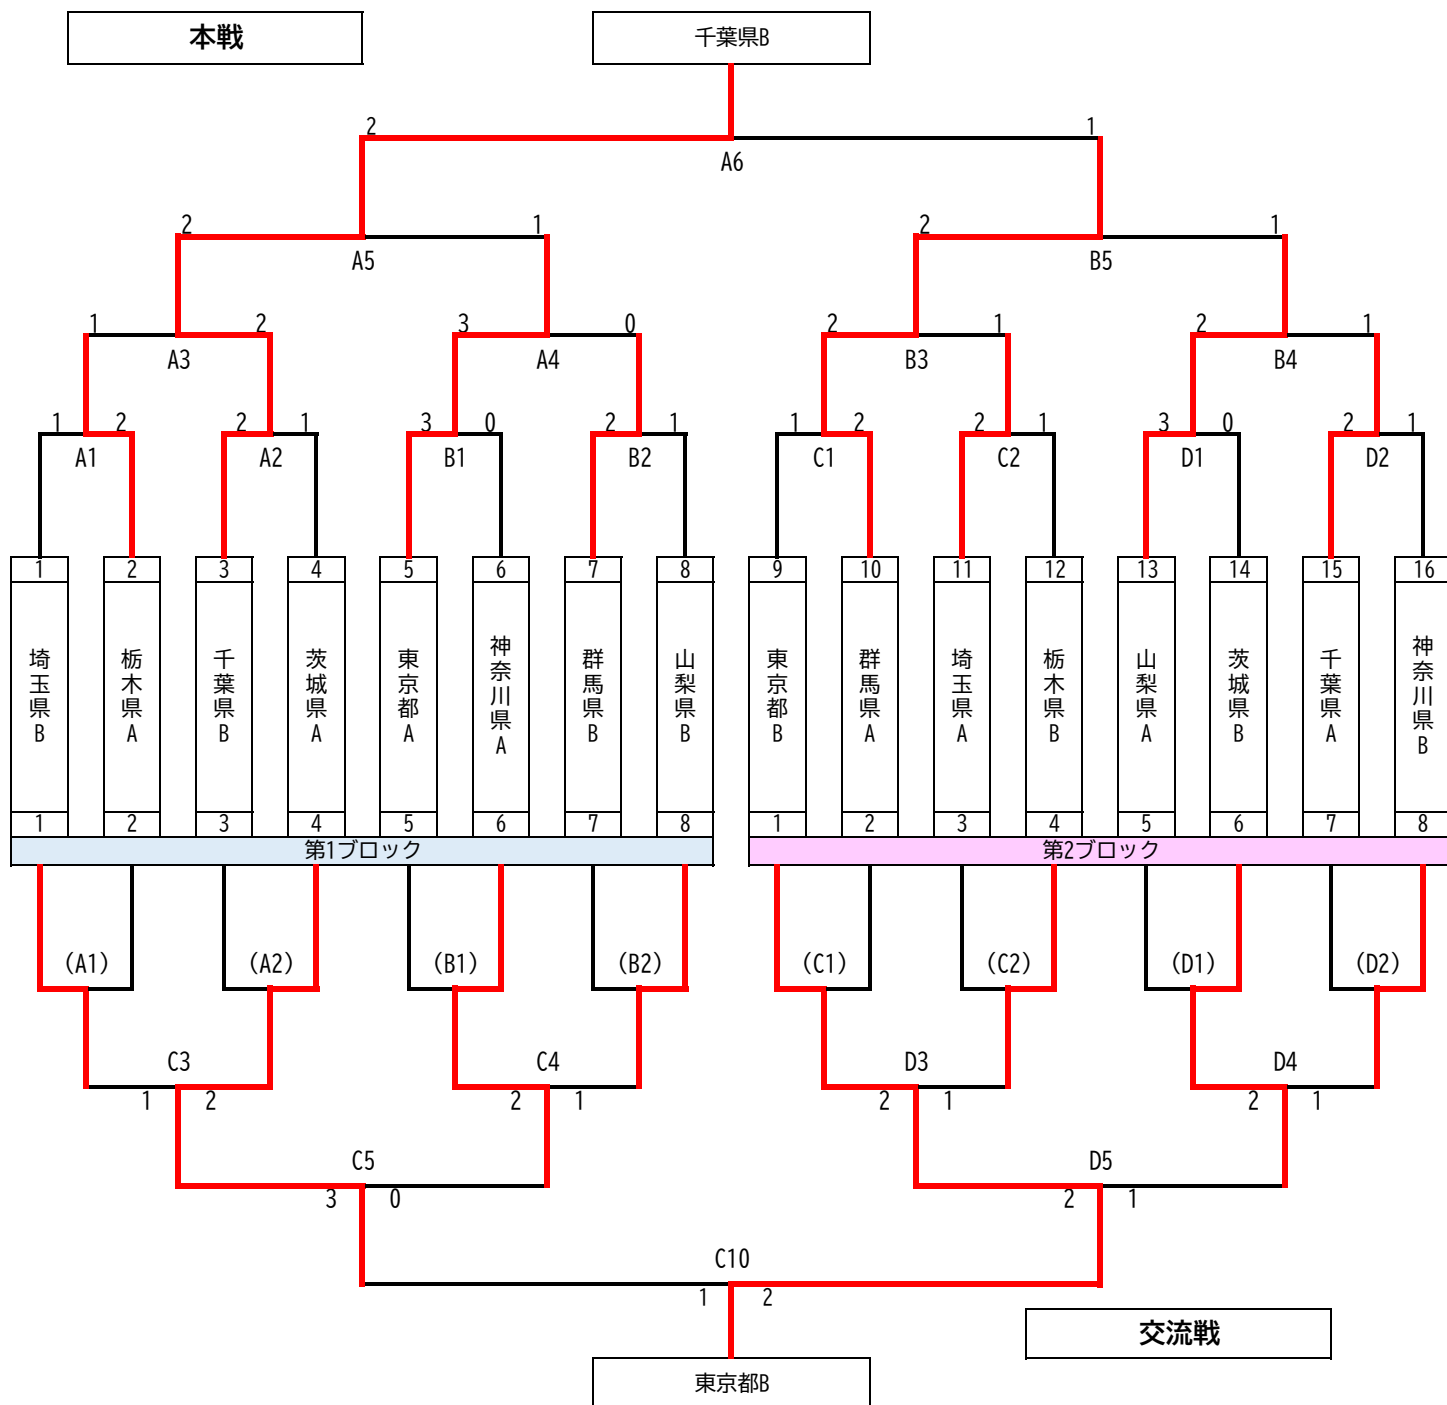 本戦 千葉県B
2 1
A6
2 1 2 1
A5 B5
1 2 3 0 2 1 2 1
A3 A4 B3 B4
1 2 2 1 3 0 2 1 1 2 2 1 3 0 2 1
A1 A2 B1 B2 C1 C2 D1 D2
1 2 3 4 5 6 7 8 9 10 11 12 13 14 15 16
埼玉県B
栃木県A
千葉県B
茨城県A
東京都A
神奈川県A
群馬県B
山梨県B
東京都B
群馬県A
埼玉県A
栃木県B
山梨県A
茨城県B
千葉県A
神奈川県B
1 2 3 4 5 6 7 8 1 2 3 4 5 6 7 8
第1ブロック 第2ブロック
(A1) (A2) (B1) (B2) (C1) (C2) (D1) (D2)
C3 C4 D3 D4
1 2 2 1 2 1 2 1
C5 D5
3 0 2 1
C10
1 2
交流戦
東京都B